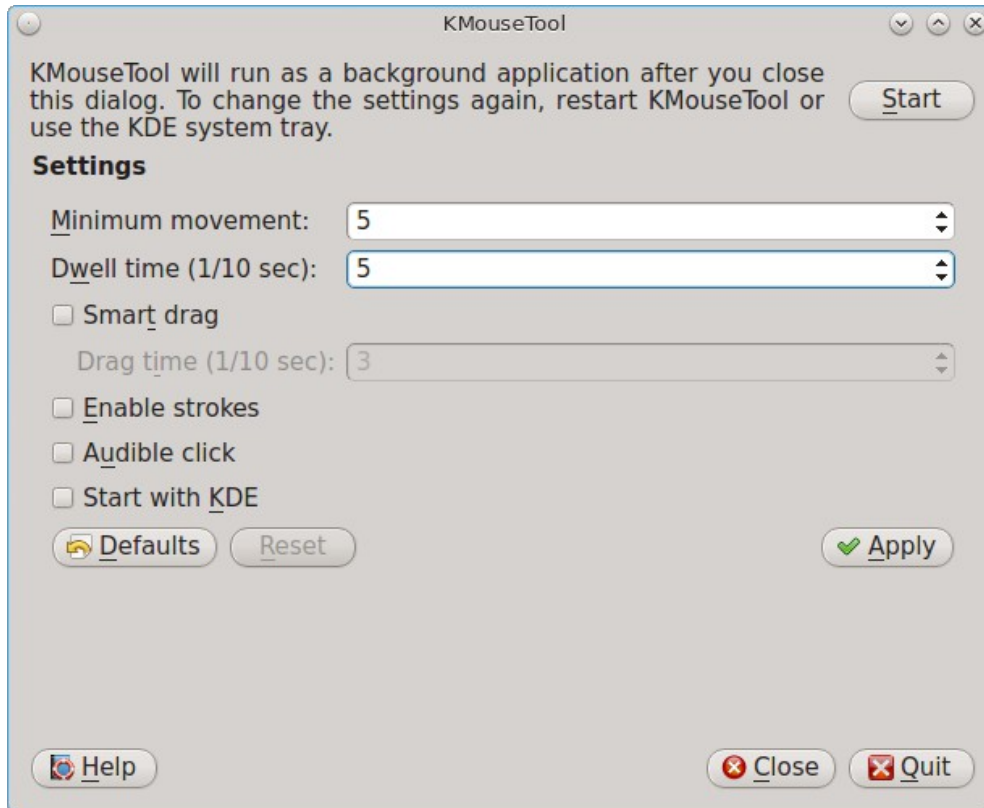 KMouseTool
KMouseTool will run as a background application after you close
this dialog. To change the settings again, restart KMouseTool or
use the KDE system tray.
Start
Settings
Minimum movement: 5
Dwell time (1/10 sec): 5
Smart drag
Drag time (1/10 sec): 3
Enable strokes
Audible click
Start with KDE
Defaults Reset Apply
Help Close Quit